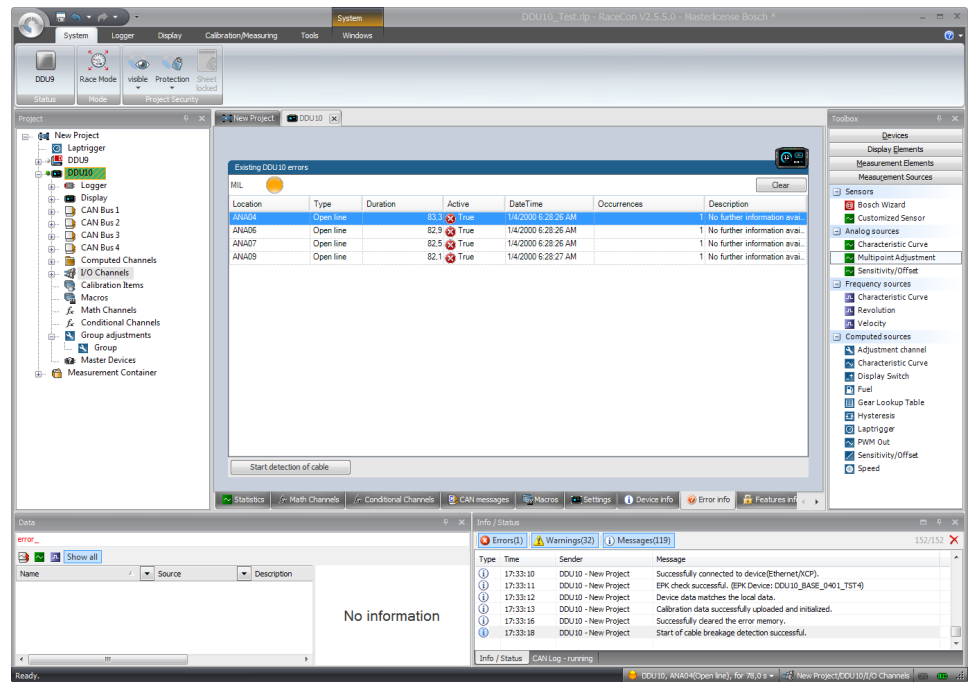 System
DDU10_Test.rlp - RaceCon V2.5.5.0 - Masterlicense Bosch *
System Logger Display Calibration/Measuring Tools Windows
DDU9 Race Mode visible Protection Sheet locked
Status Mode Project Security
Project
New Project
Laptrigger
DDU9
DDU10
Logger
Display
CAN Bus 1
CAN Bus 2
CAN Bus 3
CAN Bus 4
Computed Channels
I/O Channels
Calibration Items
Macros
Math Channels
Conditional Channels
Group adjustments
Group
Master Devices
Measurement Container
New Project DDU10
Existing DDU10 errors
MIL Clear
Location Type Duration Active DateTime Occurrences Description
ANA04 Open line 83,3 True 1/4/2000 6:28:26 AM 1 No further information avai...
ANA06 Open line 82,9 True 1/4/2000 6:28:26 AM 1 No further information avai...
ANA07 Open line 82,5 True 1/4/2000 6:28:26 AM 1 No further information avai...
ANA09 Open line 82,1 True 1/4/2000 6:28:27 AM 1 No further information avai...
Start detection of cable
Statistics Math Channels Conditional Channels CAN messages Macros Settings Device info Error info Features inf
Toolbox
Devices
Display Elements
Measurement Elements
Measurement Sources
Sensors
Bosch Wizard
Customized Sensor
Analog sources
Characteristic Curve
Multipoint Adjustment
Sensitivity/Offset
Frequency sources
Characteristic Curve
Revolution
Velocity
Computed sources
Adjustment channel
Characteristic Curve
Display Switch
Fuel
Gear Lookup Table
Hysteresis
Laptrigger
PWM Out
Sensitivity/Offset
Speed
Data
error_
Show all
Name Source Description
No information
Info / Status
Errors(1) Warnings(32) Messages(119) 152/152
Type Time Sender Message
17:33:10 DDU10 - New Project Successfully connected to device(Ethernet/XCP).
17:33:11 DDU10 - New Project EPK check successful. (EPK Device: DDU10_BASE_0401_TST4)
17:33:12 DDU10 - New Project Device data matches the local data.
17:33:13 DDU10 - New Project Calibration data successfully uploaded and initialized.
17:33:16 DDU10 - New Project Successfully cleared the error memory.
17:33:18 DDU10 - New Project Start of cable breakage detection successful.
Info / Status CAN Log - running
Ready. DDU10, ANA04(Open line), for 78,0 s New Project/DDU10/I/O Channels